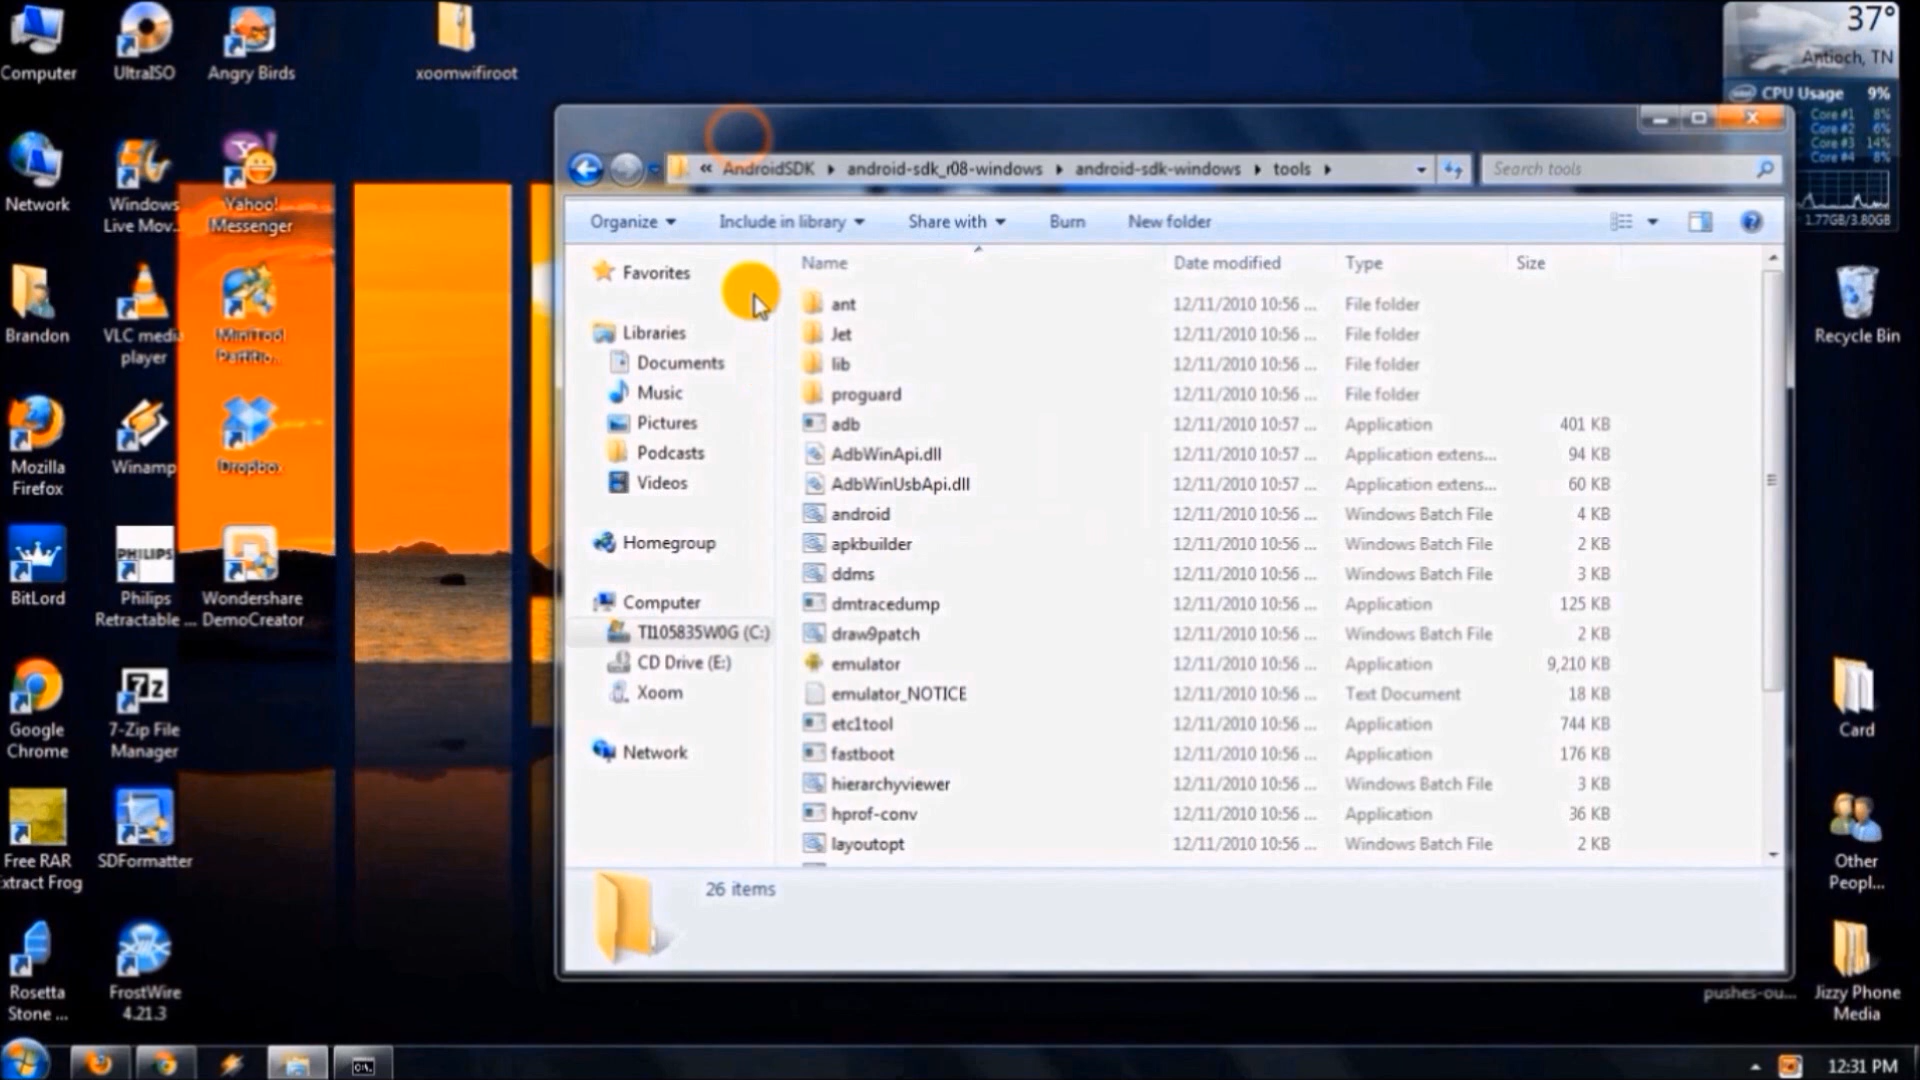 Computer
UltraISO
Angry Birds
xoomwifiroot
37°
Antioch, TN
CPU Usage 9%
Core #1 8%
Core #2 6%
Core #3 14%
Core #4 8%
1.77GB/3.80GB
Network
Windows
Live Mov...
Yahoo!
Messenger
Brandon
VLC media
player
MiniTool
Partitio...
Mozilla
Firefox
Winamp
Dropbox
BitLord
PHILIPS
Philips
Retractable ...
Wondershare
DemoCreator
Google
Chrome
7z
7-Zip File
Manager
Free RAR
Extract Frog
SDFormatter
Rosetta
Stone ...
FrostWire
4.21.3
« AndroidSDK android-sdk_r08-windows android-sdk-windows tools
Search tools
Organize Include in library Share with Burn New folder
Favorites
Libraries
Documents
Music
Pictures
Podcasts
Videos
Homegroup
Computer
TI105835W0G (C:)
CD Drive (E:)
Xoom
Network
Name Date modified Type Size
ant 12/11/2010 10:56 ... File folder
Jet 12/11/2010 10:56 ... File folder
lib 12/11/2010 10:56 ... File folder
proguard 12/11/2010 10:56 ... File folder
adb 12/11/2010 10:57 ... Application 401 KB
AdbWinApi.dll 12/11/2010 10:57 ... Application extens... 94 KB
AdbWinUsbApi.dll 12/11/2010 10:57 ... Application extens... 60 KB
android 12/11/2010 10:56 ... Windows Batch File 4 KB
apkbuilder 12/11/2010 10:56 ... Windows Batch File 2 KB
ddms 12/11/2010 10:56 ... Windows Batch File 3 KB
dmtracedump 12/11/2010 10:56 ... Application 125 KB
draw9patch 12/11/2010 10:56 ... Windows Batch File 2 KB
emulator 12/11/2010 10:56 ... Application 9,210 KB
emulator_NOTICE 12/11/2010 10:56 ... Text Document 18 KB
etc1tool 12/11/2010 10:56 ... Application 744 KB
fastboot 12/11/2010 10:56 ... Application 176 KB
hierarchyviewer 12/11/2010 10:56 ... Windows Batch File 3 KB
hprof-conv 12/11/2010 10:56 ... Application 36 KB
layoutopt 12/11/2010 10:56 ... Windows Batch File 2 KB
26 items
Recycle Bin
Card
Other
Peopl...
pushes-ou...
Jizzy Phone
Media
12:31 PM